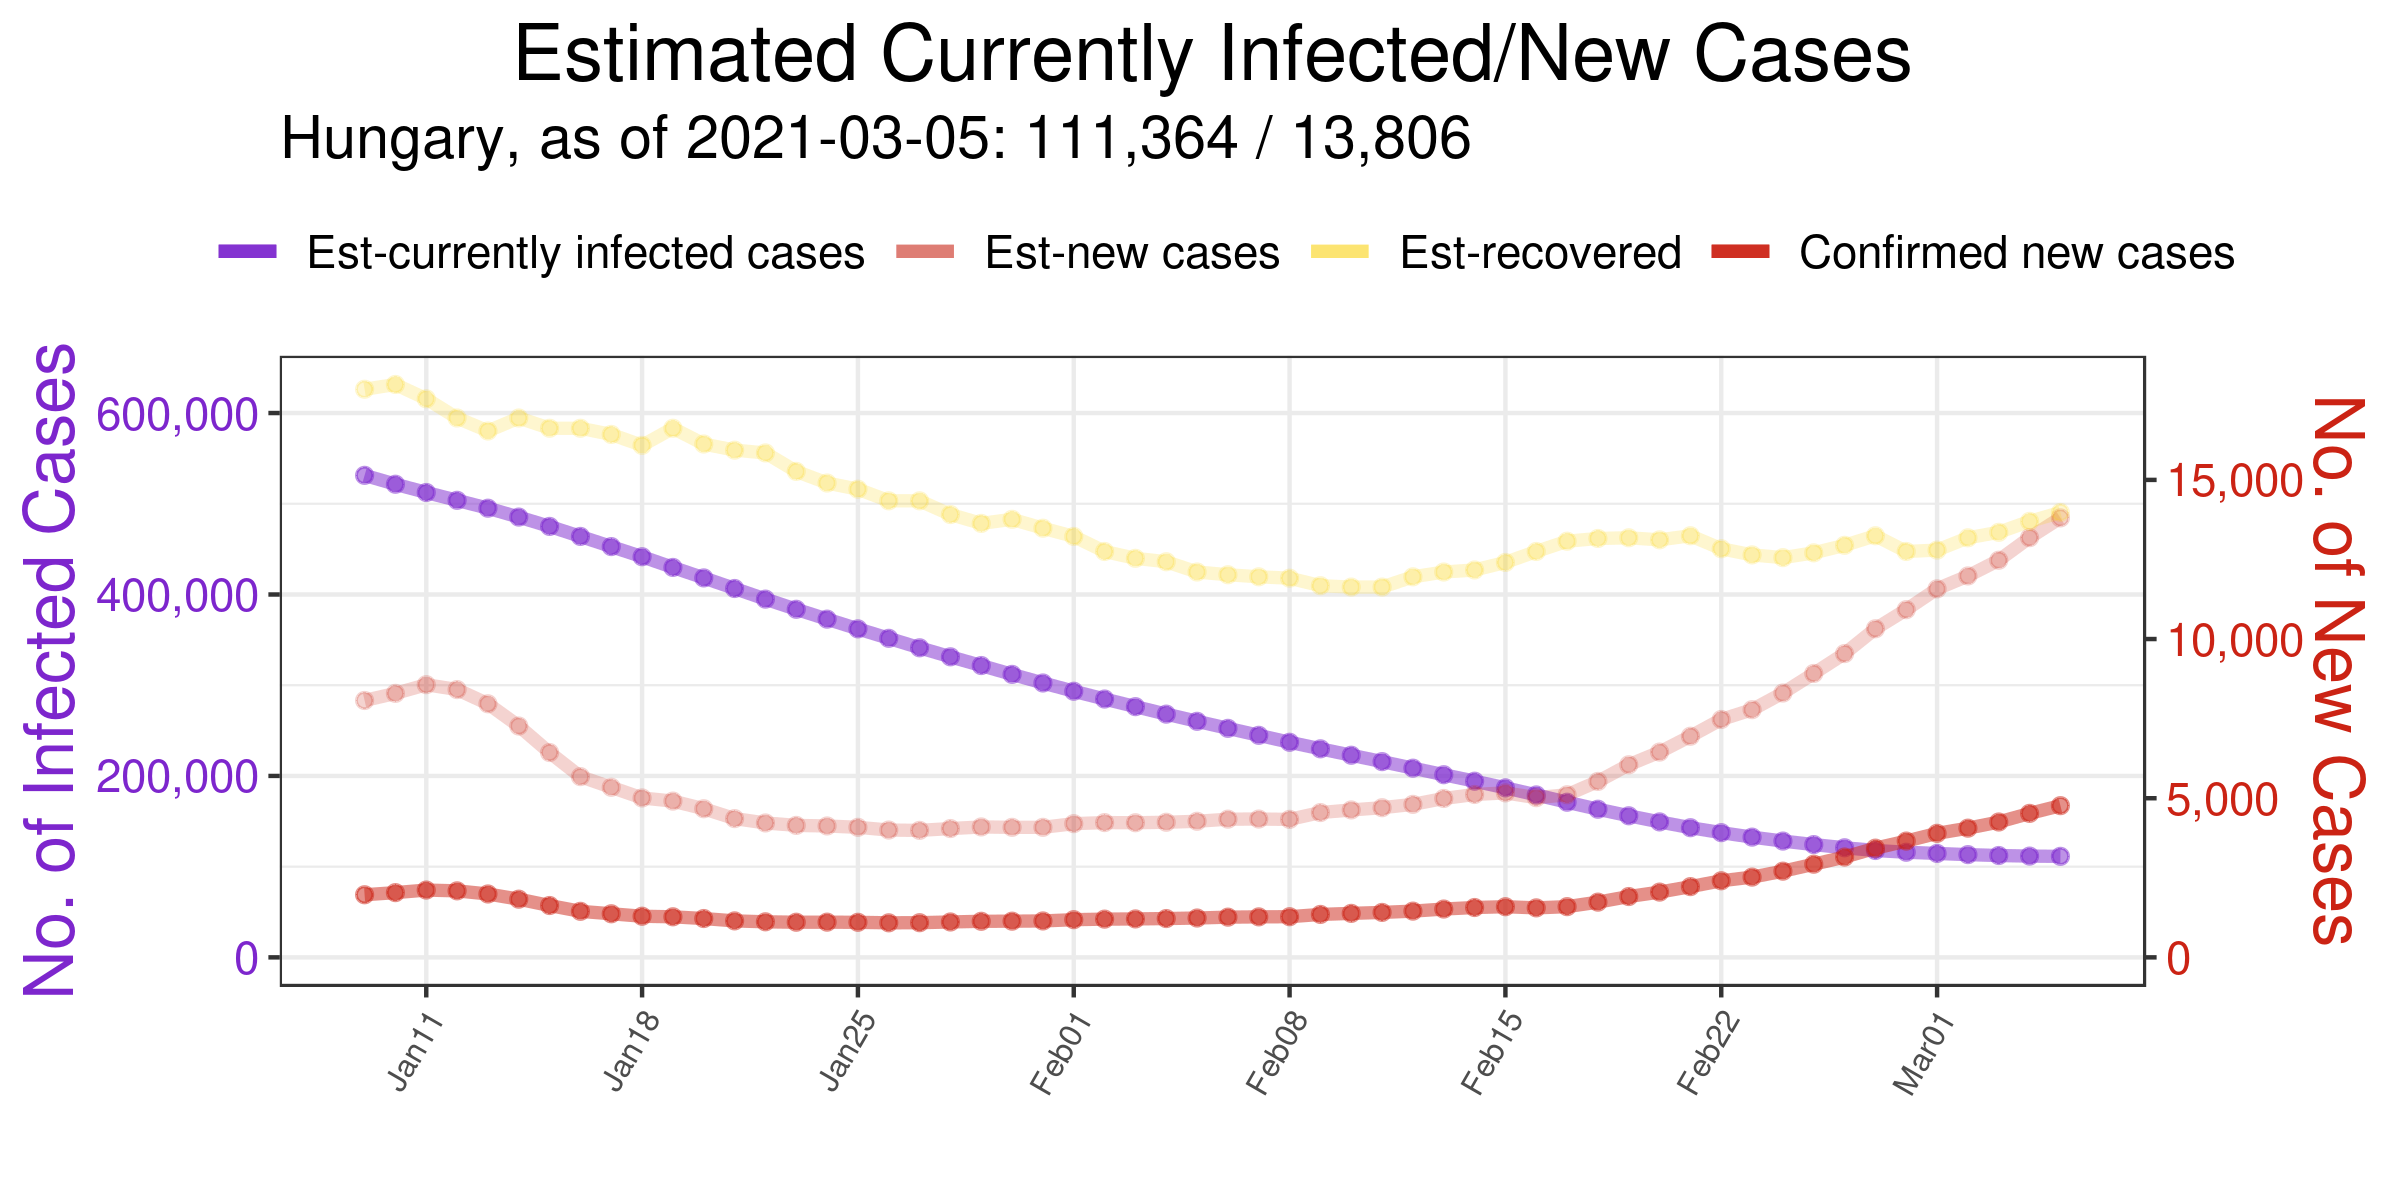 Estimated Currently Infected/New Cases
Hungary, as of 2021-03-05: 111,364 / 13,806
Est-currently infected cases Est-new cases Est-recovered Confirmed new cases
No. of Infected Cases
600,000
400,000
200,000
0
15,000
10,000
5,000
0
No. of New Cases
Jan11 Jan18 Jan25 Feb01 Feb08 Feb15 Feb22 Mar01